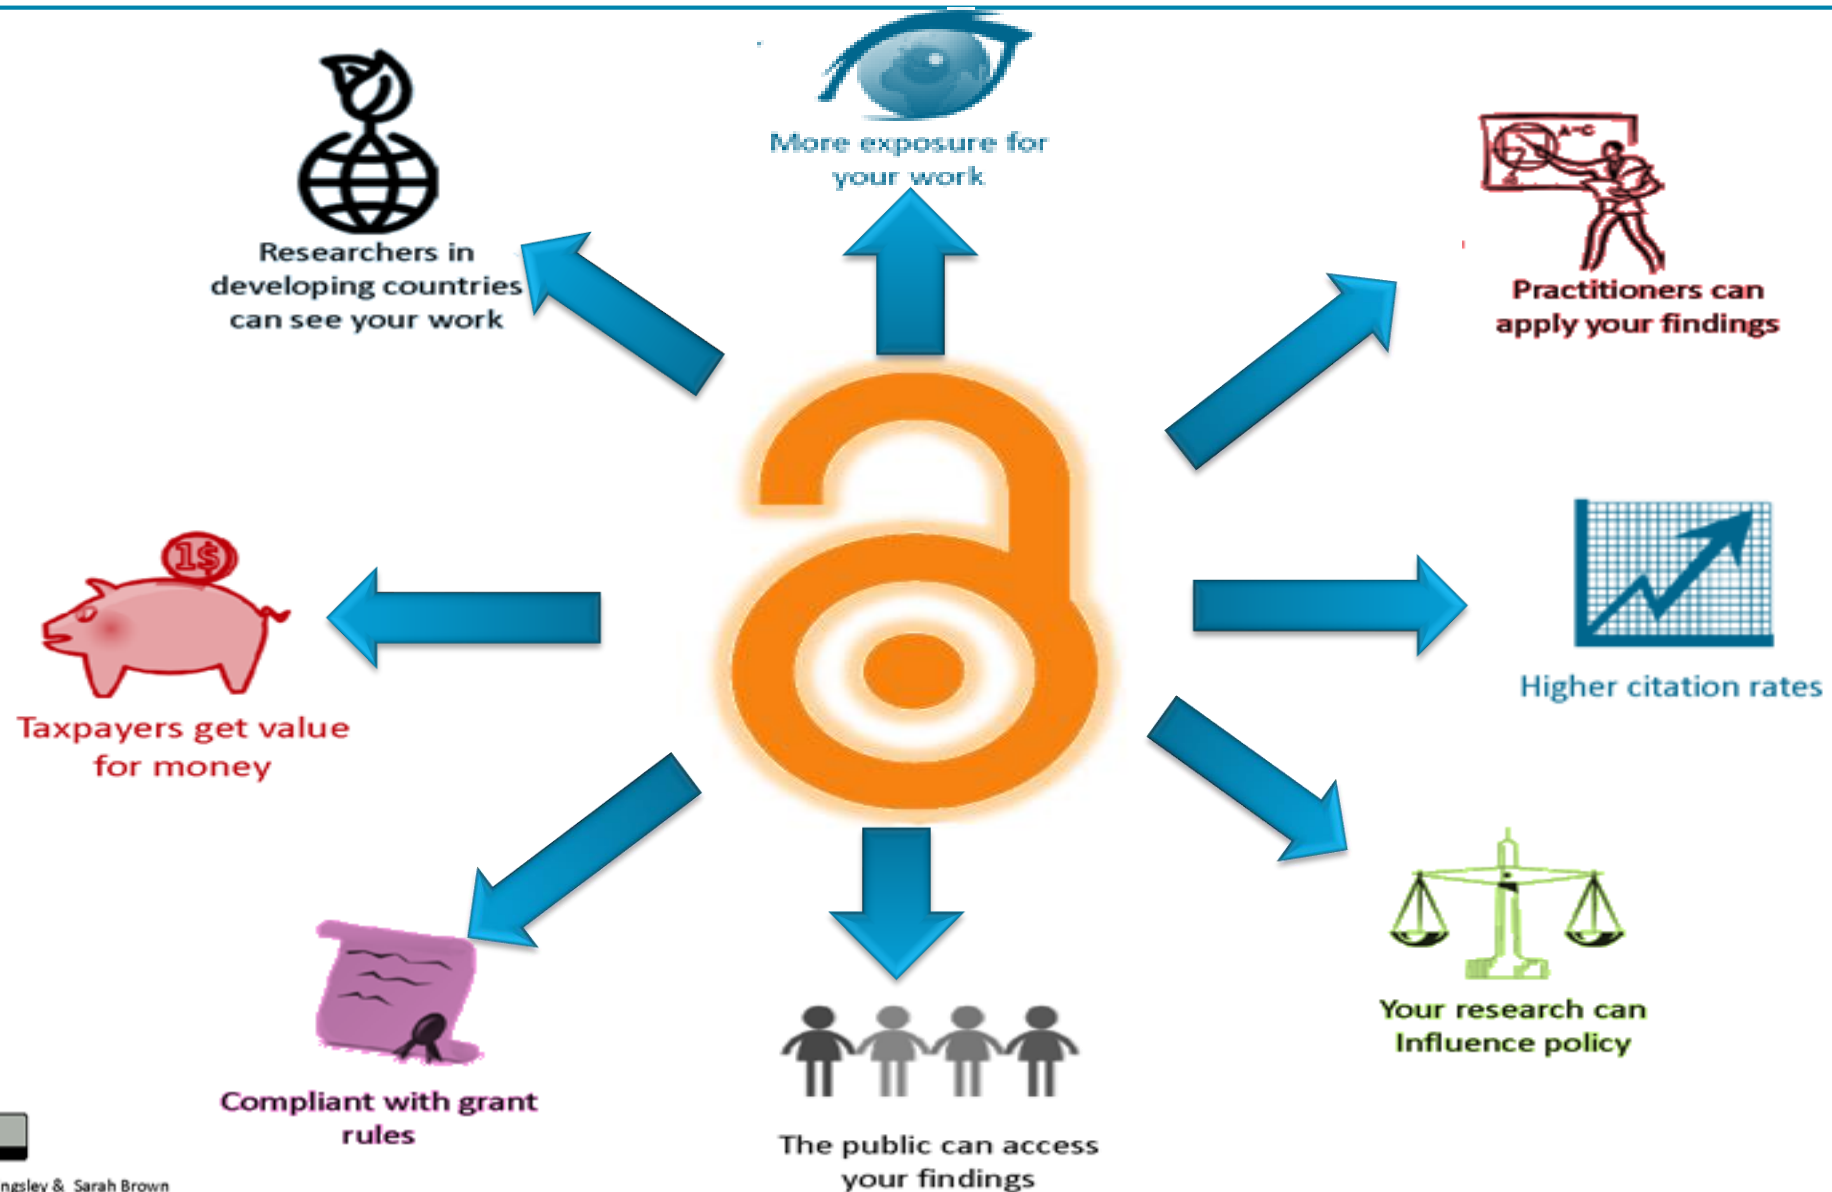 More exposure for
your work
Practitioners can
apply your findings
Higher citation rates
Your research can
Influence policy
The public can access
your findings
Compliant with grant
rules
Taxpayers get value
for money
Researchers in
developing countries
can see your work
1$
A=C
ngsley & Sarah Brown